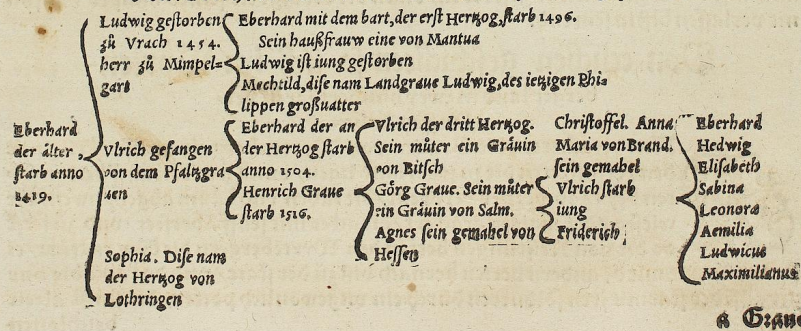 Eberhard
der älter,
starb anno
1419.
Ludwig gestorben
zů Vrach 1454.
herr zů Mimpel=
gart
Vlrich gefangen
von dem Pfaltzgra
uen
Sophia. Dise nam
der Hertzog von
Lothringen
Eberhard mit dem bart, der erst Hertzog, starb 1496.
Sein haußfrauw eine von Mantua
Ludwig ist iung gestorben
Mechtild, dise nam Landgraue Ludwig, des ietzigen Phi=
lippen großuatter
Eberhard der an
der Hertzog starb
anno 1504.
Henrich Graue
starb 1516.
Vlrich der dritt Hertzog.
Sein můter ein Gräuin
von Bitsch
Görg Graue. Sein můter
ein Gräuin von Salm.
Agnes sein gemahel von
Hessen
Christoffel. Anna
Maria von Brand.
sein gemahel
Vlrich starb
iung
Friderich
Eberhard
Hedwig
Elisabeth
Sabina
Leonora
Aemilia
Ludwicus
Maximilianus